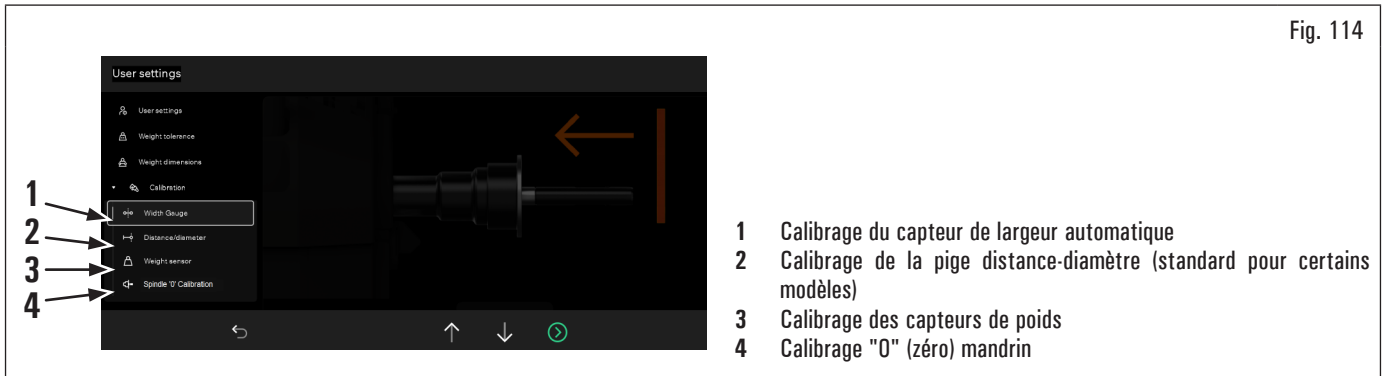 Fig. 114
User settings
User settings
Weight tolerance
Weight dimensions
Calibration
Width Gauge
Distance/diameter
Weight sensor
Spindle '0' Calibration
1
2
3
4
1 Calibrage du capteur de largeur automatique
2 Calibrage de la pige distance-diamètre (standard pour certains
modèles)
3 Calibrage des capteurs de poids
4 Calibrage "0" (zéro) mandrin